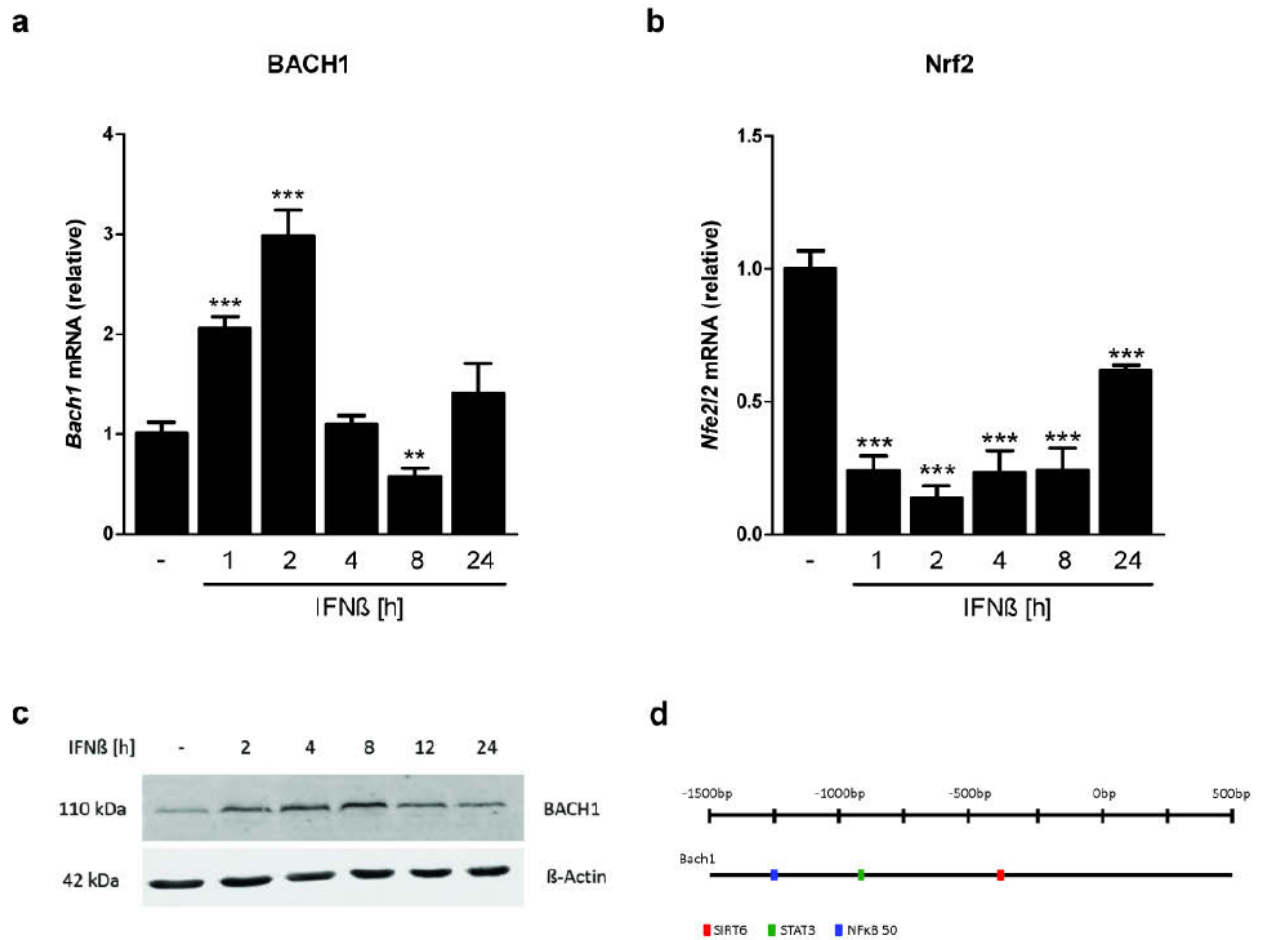 a
BACH1
Bach1 mRNA (relative)
4
3
2
1
0
***
***
**
- 1 2 4 8 24
IFNß [h]
b
Nrf2
Nfe2l2 mRNA (relative)
1.5
1.0
0.5
0.0
***
***
***
***
***
- 1 2 4 8 24
IFNß [h]
c
IFNß [h] - 2 4 8 12 24
110 kDa BACH1
42 kDa ß-Actin
d
-1500bp -1000bp -5000bp 0bp 500bp
Bach1
SIRT6 STAT3 NFκB 50